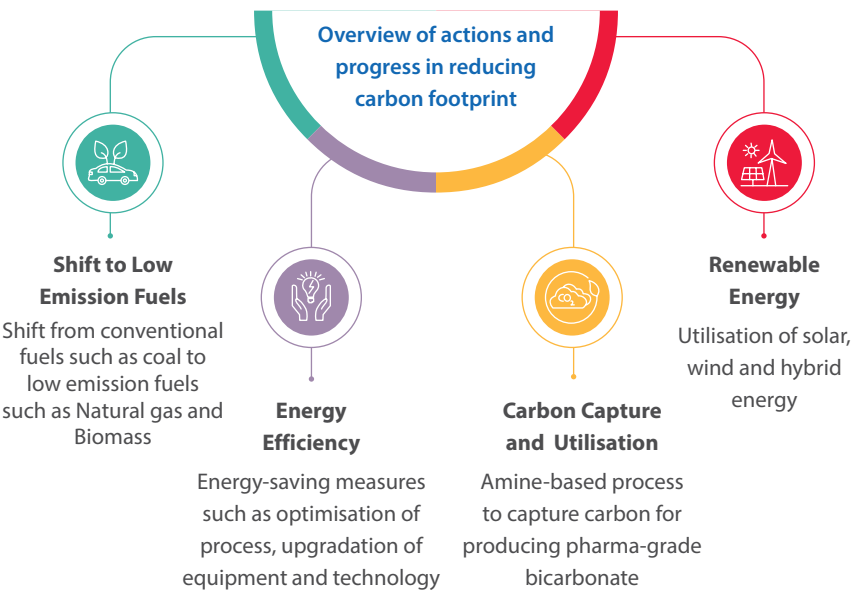 Overview of actions and
progress in reducing
carbon footprint
Shift to Low
Emission Fuels
Shift from conventional
fuels such as coal to
low emission fuels
such as Natural gas and
Biomass
Energy
Efficiency
Energy-saving measures
such as optimisation of
process, upgradation of
equipment and technology
CO₂
Carbon Capture
and Utilisation
Amine-based process
to capture carbon for
producing pharma-grade
bicarbonate
Renewable
Energy
Utilisation of solar,
wind and hybrid
energy